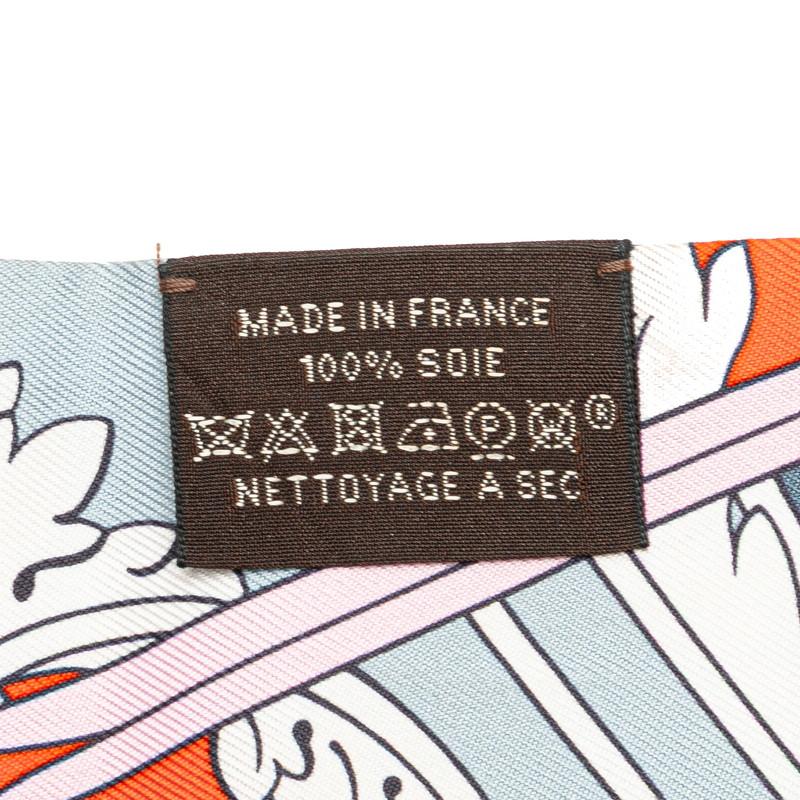 MADE IN FRANCE
100% SOIE
P ®
NETTOYAGE A SEC